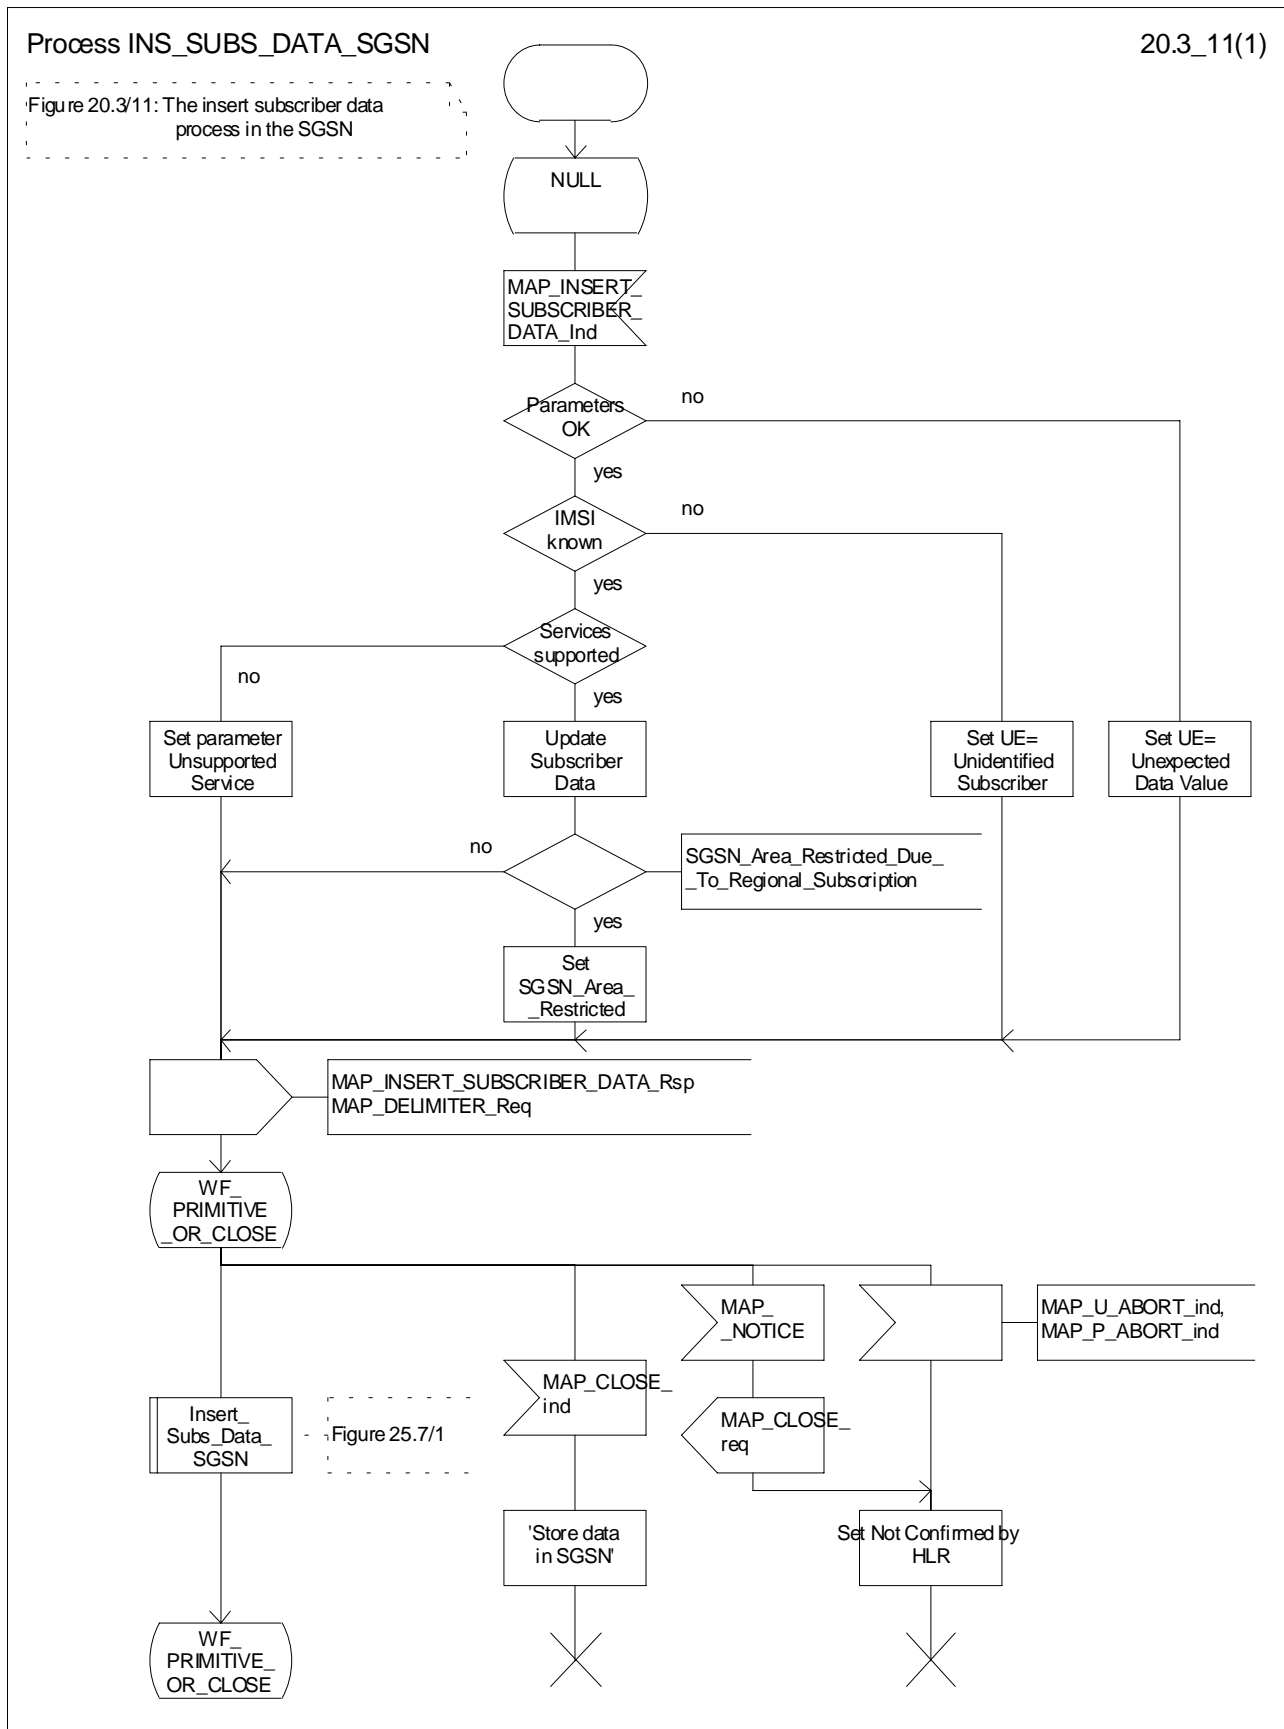 Process INS_SUBS_DATA_SGSN
20.3_11(1)
Figure 20.3/11: The insert subscriber data
process in the SGSN
NULL
MAP_INSERT_
SUBSCRIBER_
DATA_Ind
Parameters
OK
no
yes
IMSI
known
no
yes
Services
supported
no
yes
Set parameter
Unsupported
Service
Update
Subscriber
Data
Set UE=
Unidentified
Subscriber
Set UE=
Unexpected
Data Value
no
SGSN_Area_Restricted_Due_
_To_Regional_Subscription
yes
Set
SGSN_Area_
_Restricted
MAP_INSERT_SUBSCRIBER_DATA_Rsp
MAP_DELIMITER_Req
WF_
PRIMITIVE
_OR_CLOSE
MAP_
_NOTICE
MAP_U_ABORT_ind,
MAP_P_ABORT_ind
MAP_CLOSE_
ind
MAP_CLOSE_
req
Insert_
Subs_Data_
SGSN
Figure 25.7/1
'Store data
in SGSN'
Set Not Confirmed by
HLR
WF_
PRIMITIVE_
OR_CLOSE